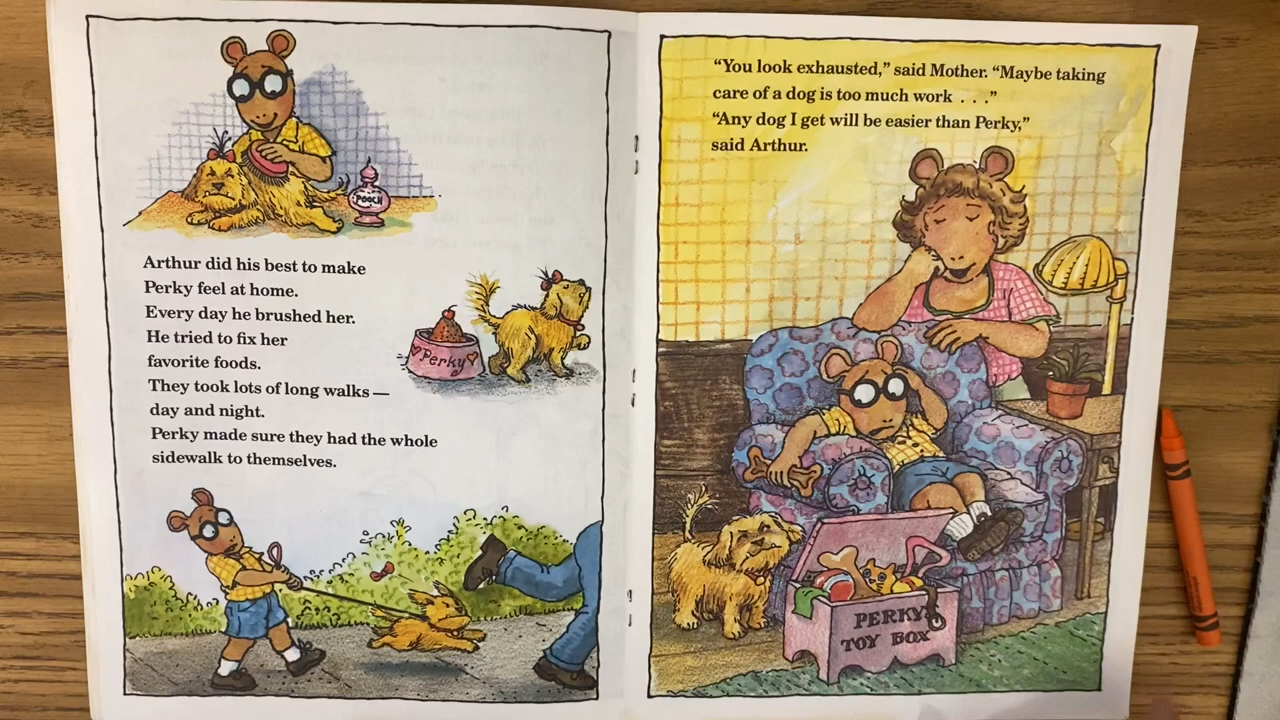 POOCH
Arthur did his best to make
Perky feel at home.
Every day he brushed her.
He tried to fix her
favorite foods.
They took lots of long walks —
day and night.
Perky made sure they had the whole
sidewalk to themselves.
Perky
“You look exhausted,” said Mother. “Maybe taking
care of a dog is too much work . . .”
“Any dog I get will be easier than Perky,”
said Arthur.
PERKY
TOY BOX